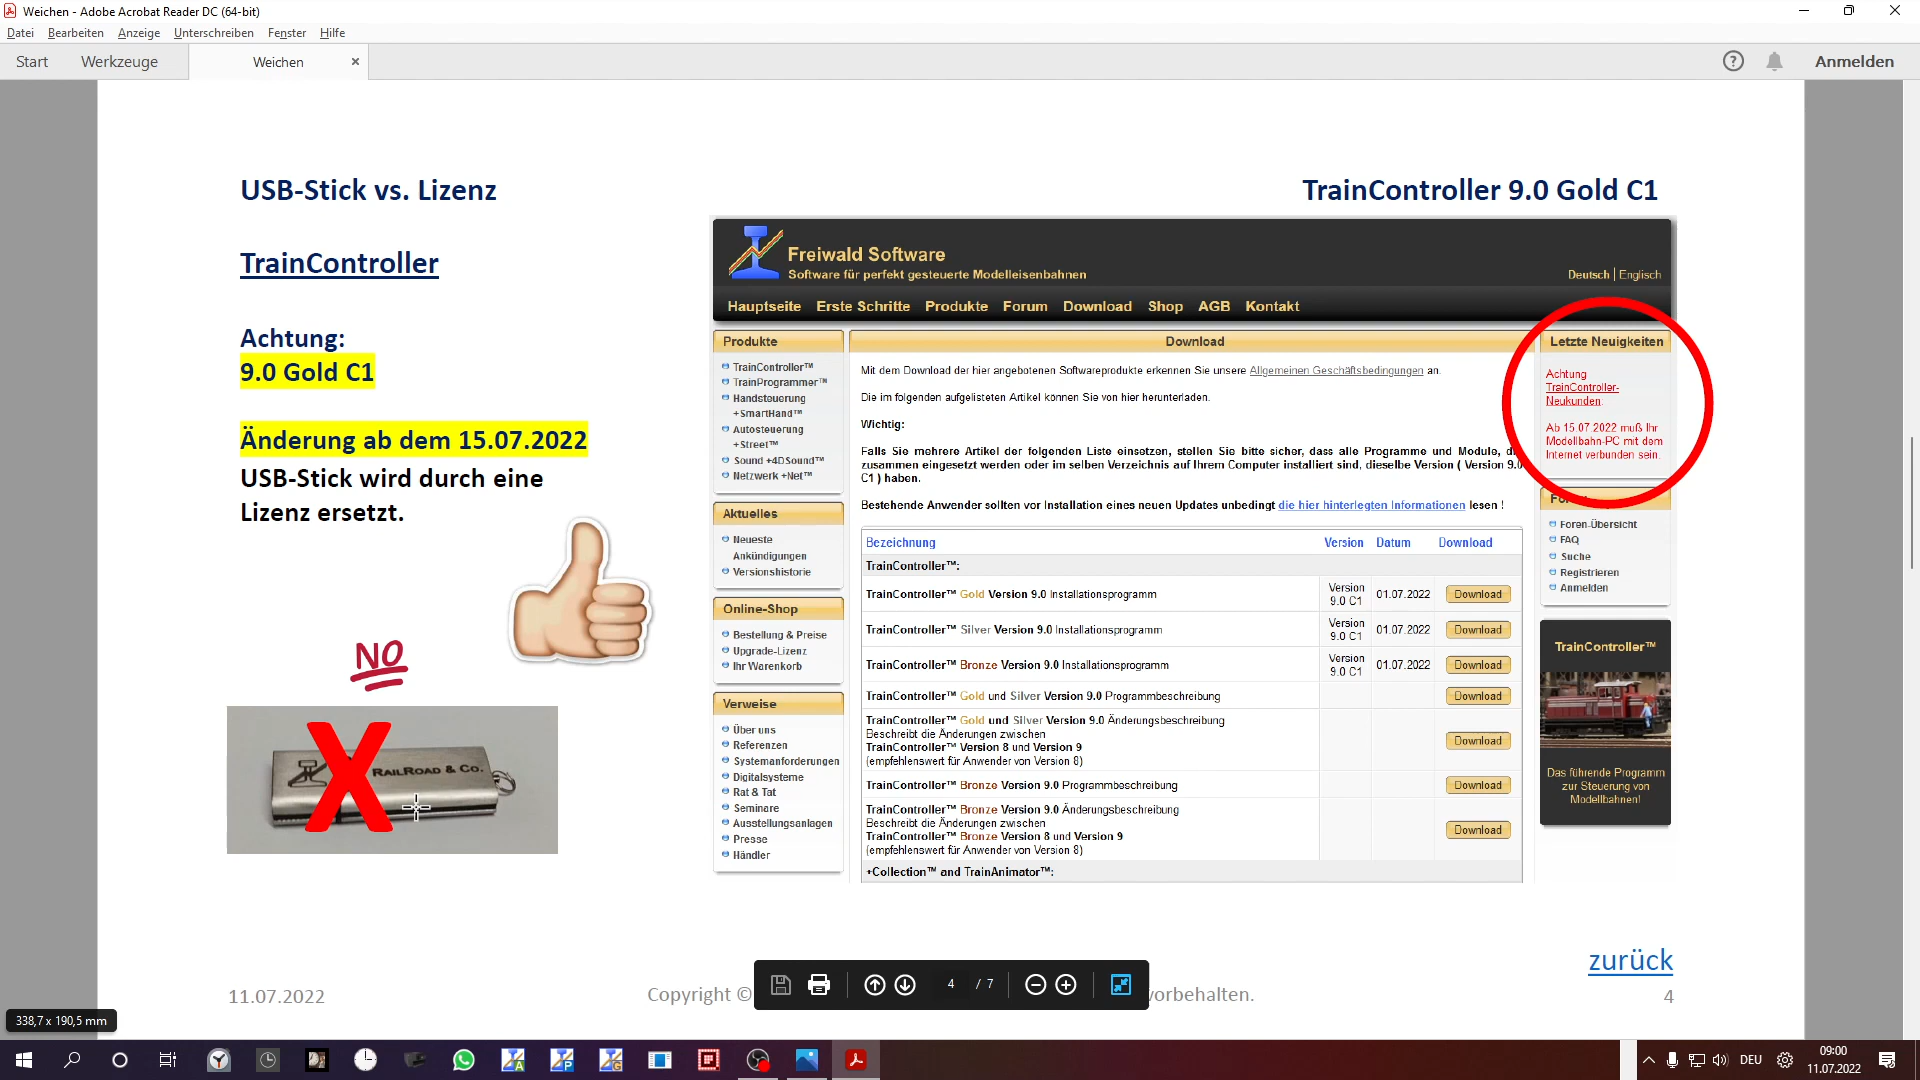 Weichen - Adobe Acrobat Reader DC (64-bit)
Datei Bearbeiten Anzeige Unterschreiben Fenster Hilfe
Start Werkzeuge Weichen Anmelden
USB-Stick vs. Lizenz
TrainController 9.0 Gold C1
TrainController
Achtung:
9.0 Gold C1
Änderung ab dem 15.07.2022
USB-Stick wird durch eine
Lizenz ersetzt.
NO
X
RAILROAD & CO.
Freiwald Software
Software für perfekt gesteuerte Modelleisenbahnen
Deutsch | Englisch
Hauptseite Erste Schritte Produkte Forum Download Shop AGB Kontakt
Produkte
TrainController™
TrainProgrammer™
Handsteuerung
+SmartHand™
Autosteuerung
+Street™
Sound +4DSound™
Netzwerk +Net™
Aktuelles
Neueste
Ankündigungen
Versionshistorie
Online-Shop
Bestellung & Preise
Upgrade-Lizenz
Ihr Warenkorb
Verweise
Über uns
Referenzen
Systemanforderungen
Digitalsysteme
Rat & Tat
Seminare
Ausstellungsanlagen
Presse
Händler
Download
Mit dem Download der hier angebotenen Softwareprodukte erkennen Sie unsere Allgemeinen Geschäftsbedingungen an.
Die im folgenden aufgelisteten Artikel können Sie von hier herunterladen.
Wichtig:
Falls Sie mehrere Artikel der folgenden Liste einsetzen, stellen Sie bitte sicher, dass alle Programme und Module, d
zusammen eingesetzt werden oder im selben Verzeichnis auf Ihrem Computer installiert sind, dieselbe Version ( Version 9.0
C1 ) haben.
Bestehende Anwender sollten vor Installation eines neuen Updates unbedingt die hier hinterlegten Informationen lesen !
Bezeichnung Version Datum Download
TrainController™:
TrainController™ Gold Version 9.0 Installationsprogramm Version 9.0 C1 01.07.2022 Download
TrainController™ Silver Version 9.0 Installationsprogramm Version 9.0 C1 01.07.2022 Download
TrainController™ Bronze Version 9.0 Installationsprogramm Version 9.0 C1 01.07.2022 Download
TrainController™ Gold und Silver Version 9.0 Programmbeschreibung Download
TrainController™ Gold und Silver Version 9.0 Änderungsbeschreibung
Beschreibt die Änderungen zwischen
TrainController™ Version 8 und Version 9
(empfehlenswert für Anwender von Version 8)
Download
TrainController™ Bronze Version 9.0 Programmbeschreibung Download
TrainController™ Bronze Version 9.0 Änderungsbeschreibung
Beschreibt die Änderungen zwischen
TrainController™ Bronze Version 8 und Version 9
(empfehlenswert für Anwender von Version 8)
Download
+Collection™ and TrainAnimator™:
Letzte Neuigkeiten
Achtung
TrainController-
Neukunden:
Ab 15.07.2022 muß Ihr
Modellbahn-PC mit dem
Internet verbunden sein.
Foren-Übersicht
FAQ
Suche
Registrieren
Anmelden
TrainController™
Das führende Programm
zur Steuerung von
Modellbahnen!
zurück
11.07.2022
Copyright ©
vorbehalten.
4
4 / 7
338,7 x 190,5 mm
DEU
09:00
11.07.2022